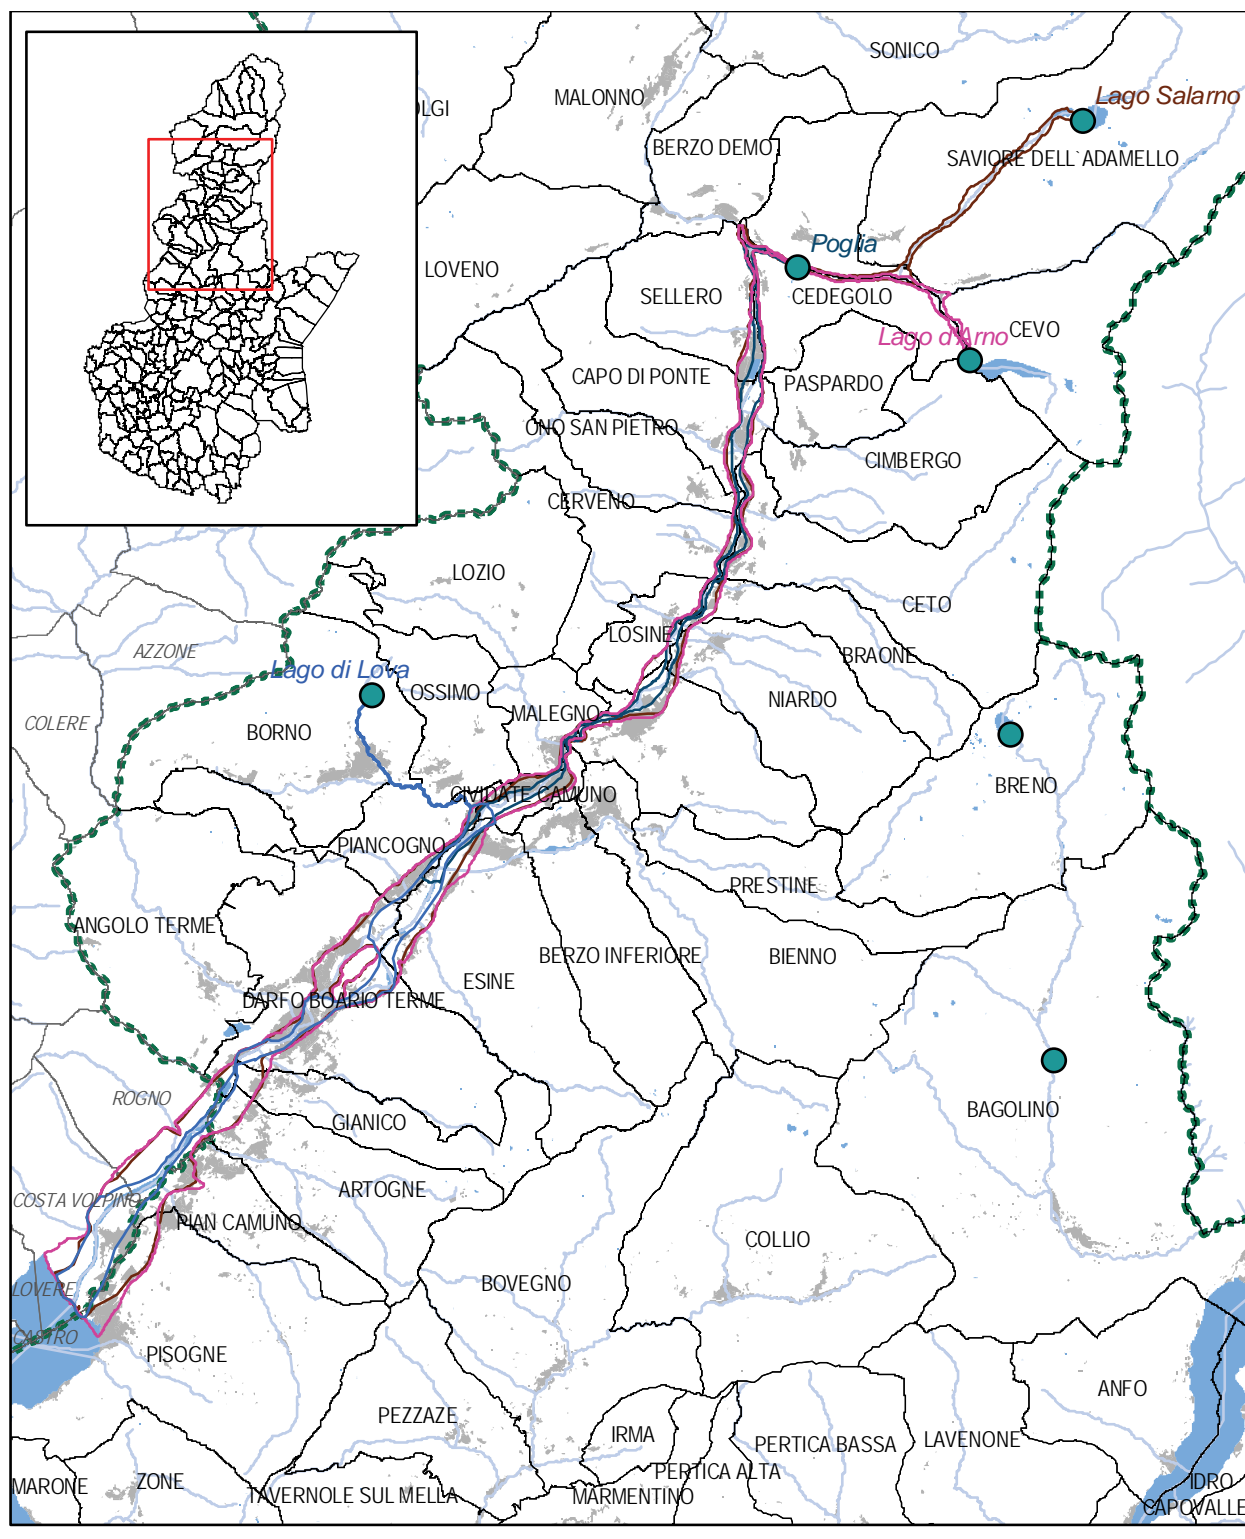 SONICO
Lago Salarno
MALONNO
OLGI
BERZO DEMO
SAVIORE DELL`ADAMELLO
Poglia
LOVENO
SELLERO
CEDEGOLO
CEVO
Lago d'Arno
CAPO DI PONTE
PASPARDO
ONO SAN PIETRO
CIMBERGO
CERVENO
LOZIO
CETO
LOSINE
AZZONE
BRAONE
Lago di Lova
OSSIMO
NIARDO
MALEGNO
COLERE
BORNO
BRENO
CIVIDATE CAMUNO
PIANCOGNO
PRESTINE
ANGOLO TERME
BERZO INFERIORE
BIENNO
ESINE
DARFO BOARIO TERME
ROGNO
BAGOLINO
GIANICO
ARTOGNE
COSTA VOLPINO
PIAN CAMUNO
COLLIO
LOVERE
BOVEGNO
CASTRO
PISOGNE
ANFO
PEZZAZE
IRMA
PERTICA BASSA
LAVENONE
PERTICA ALTA
MARONE
ZONE
IDRO
TAVERNOLE SUL MELLA
MARMENTINO
CAPOVALLE